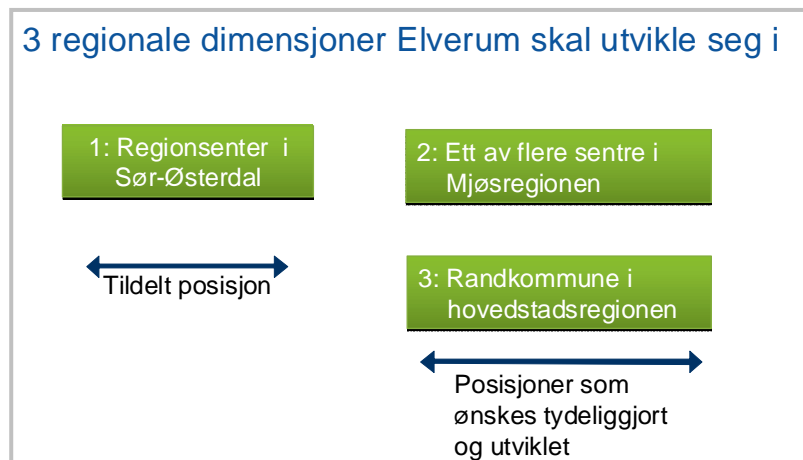 3 regionale dimensjoner Elverum skal utvikle seg i
1: Regionsenter i
Sør-Østerdal
Tildelt posisjon
2: Ett av flere sentre i
Mjøsregionen
3: Randkommune i
hovedstadsregionen
Posisjoner som
ønskes tydeliggjort
og utviklet